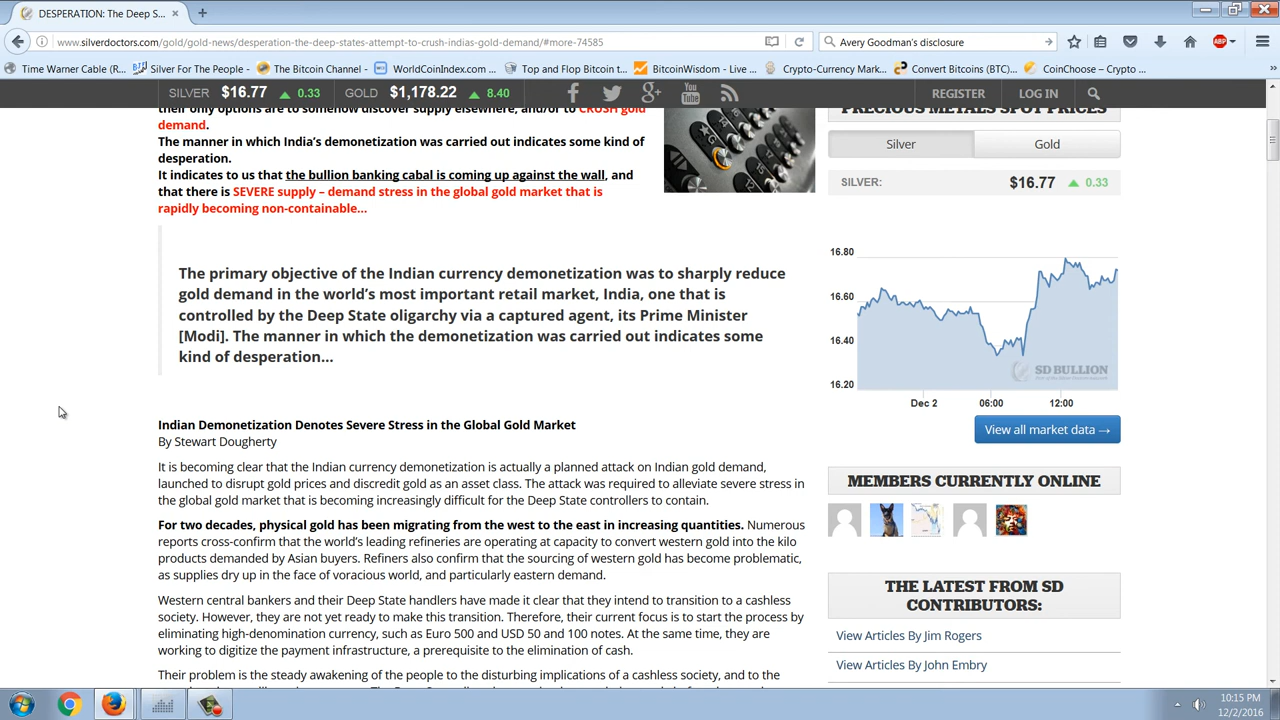 DESPERATION: The Deep S...
www.silverdoctors.com/gold/gold-news/desperation-the-deep-states-attempt-to-crush-indias-gold-demand/#more-74585
Avery Goodman's disclosure
ABP
Time Warner Cable (R...
Silver For The People - ...
The Bitcoin Channel - ...
WorldCoinIndex.com ...
Top and Flop Bitcoin t...
BitcoinWisdom - Live ...
Crypto-Currency Mark...
Convert Bitcoins (BTC)...
CoinChoose – Crypto ...
SILVER $16.77 0.33 GOLD $1,178.22 8.40
REGISTER LOG IN
their only options are to somehow discover supply elsewhere, and/or to CRUSH gold
demand.
The manner in which India's demonetization was carried out indicates some kind of
desperation.
It indicates to us that the bullion banking cabal is coming up against the wall, and
that there is SEVERE supply – demand stress in the global gold market that is
rapidly becoming non-containable...
The primary objective of the Indian currency demonetization was to sharply reduce
gold demand in the world's most important retail market, India, one that is
controlled by the Deep State oligarchy via a captured agent, its Prime Minister
[Modi]. The manner in which the demonetization was carried out indicates some
kind of desperation...
Indian Demonetization Denotes Severe Stress in the Global Gold Market
By Stewart Dougherty
It is becoming clear that the Indian currency demonetization is actually a planned attack on Indian gold demand,
launched to disrupt gold prices and discredit gold as an asset class. The attack was required to alleviate severe stress in
the global gold market that is becoming increasingly difficult for the Deep State controllers to contain.
For two decades, physical gold has been migrating from the west to the east in increasing quantities. Numerous
reports cross-confirm that the world's leading refineries are operating at capacity to convert western gold into the kilo
products demanded by Asian buyers. Refiners also confirm that the sourcing of western gold has become problematic,
as supplies dry up in the face of voracious world, and particularly eastern demand.
Western central bankers and their Deep State handlers have made it clear that they intend to transition to a cashless
society. However, they are not yet ready to make this transition. Therefore, their current focus is to start the process by
eliminating high-denomination currency, such as Euro 500 and USD 50 and 100 notes. At the same time, they are
working to digitize the payment infrastructure, a prerequisite to the elimination of cash.
Their problem is the steady awakening of the people to the disturbing implications of a cashless society, and to the
PRECIOUS METALS SPOT PRICES
Silver Gold
SILVER: $16.77 0.33
16.80
16.60
16.40
16.20
SD BULLION
Dec 2 06:00 12:00
View all market data →
MEMBERS CURRENTLY ONLINE
THE LATEST FROM SD
CONTRIBUTORS:
View Articles By Jim Rogers
View Articles By John Embry
10:15 PM
12/2/2016